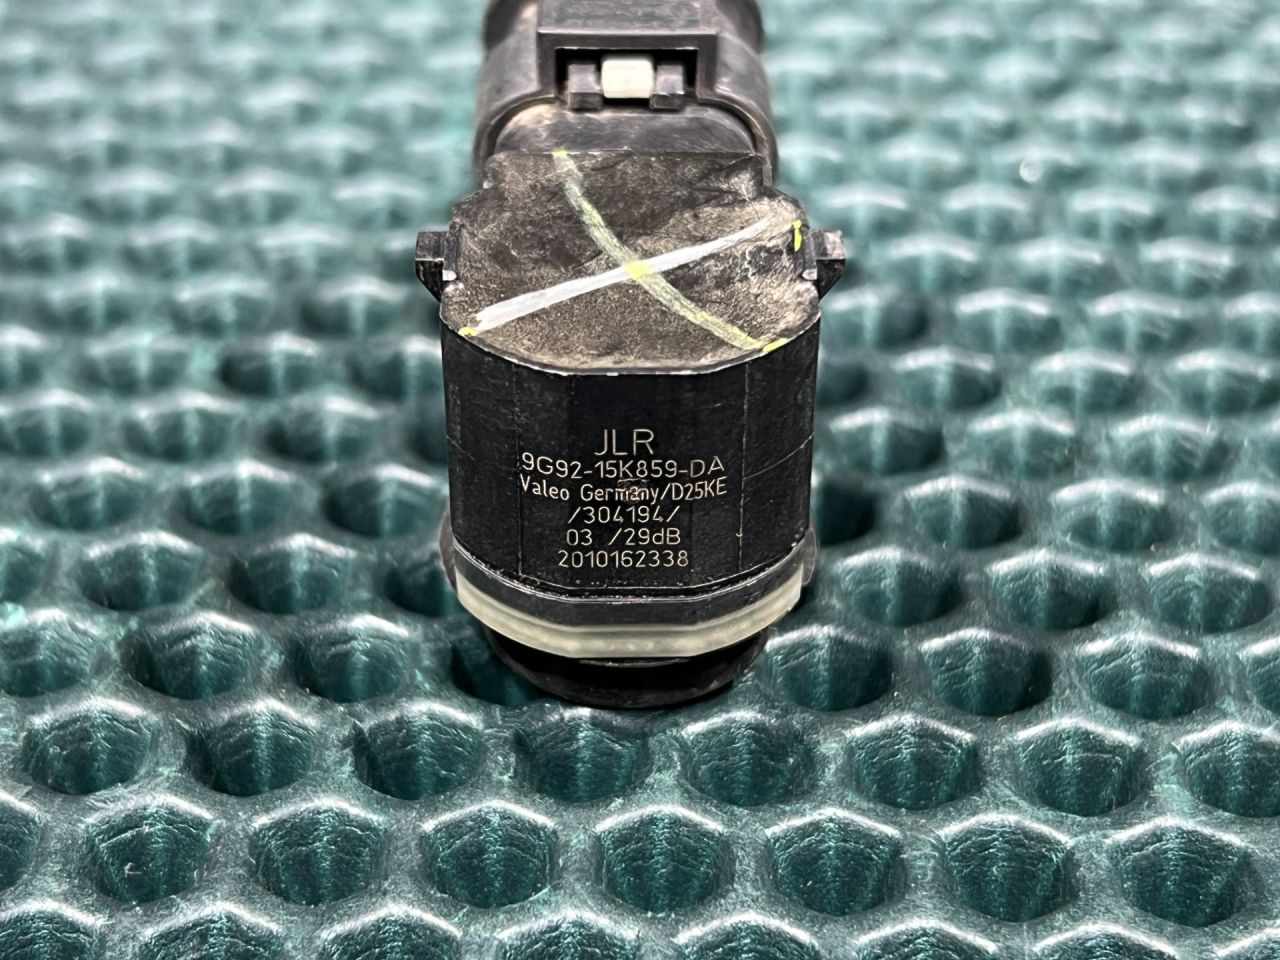 JLR
9G92-15K859-DA
Valeo Germany/D25KE
/304194/
03 /29dB
2010162338